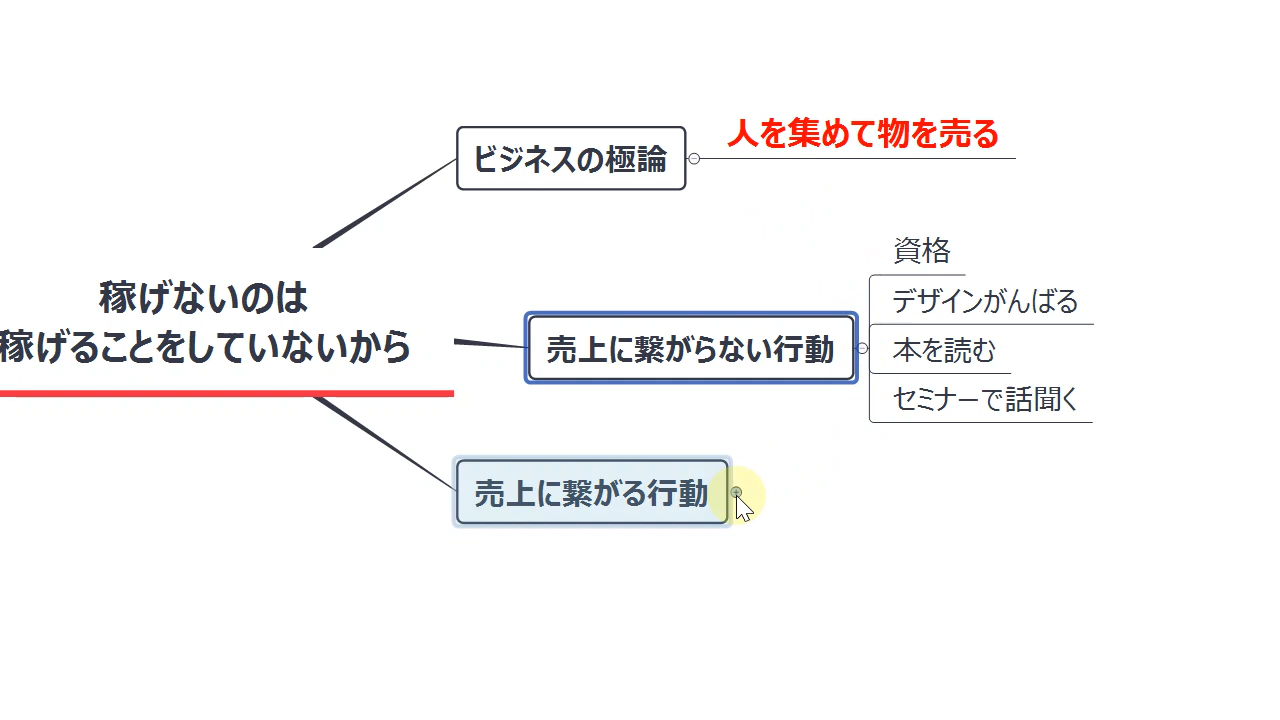 人を集めて物を売る
ビジネスの極論
資格
稼げないのは
デザインがんばる
稼げることをしていないから
売上に繋がらない行動
本を読む
セミナーで話聞く
売上に繋がる行動